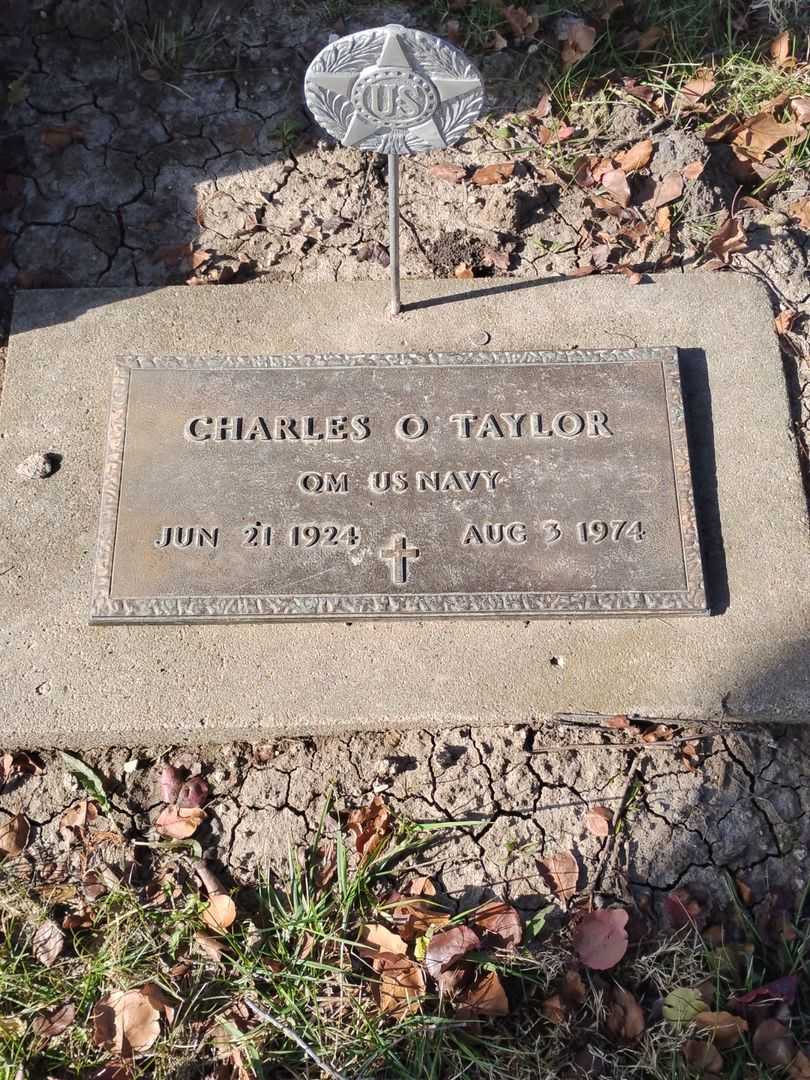 US
CHARLES O TAYLOR
QM US NAVY
JUN 21 1924 AUG 3 1974